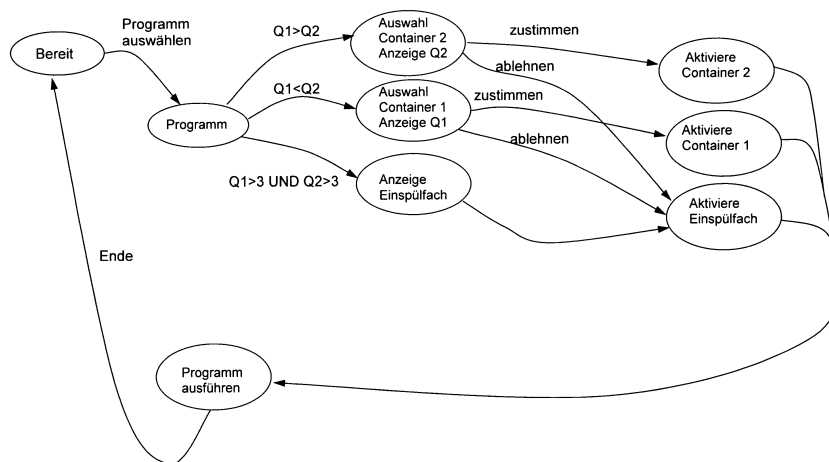 Bereit
Programm
auswählen
Programm
Q1>Q2
Q1<Q2
Q1>3 UND Q2>3
Auswahl
Container 2
Anzeige Q2
Auswahl
Container 1
Anzeige Q1
Anzeige
Einspülfach
zustimmen
ablehnen
zustimmen
ablehnen
Aktiviere
Container 2
Aktiviere
Container 1
Aktiviere
Einspülfach
Ende
Programm
ausführen